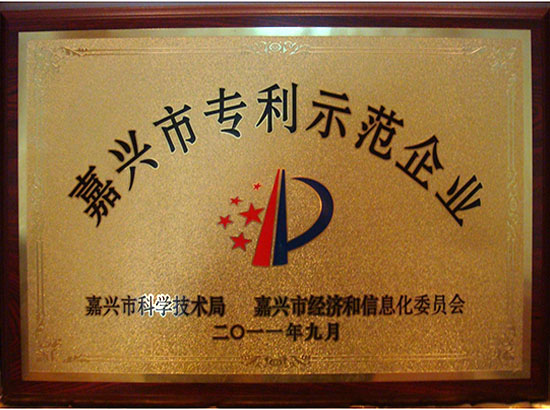 嘉兴市专利示范企业
嘉兴市科学技术局 嘉兴市经济和信息化委员会
二〇一一年九月